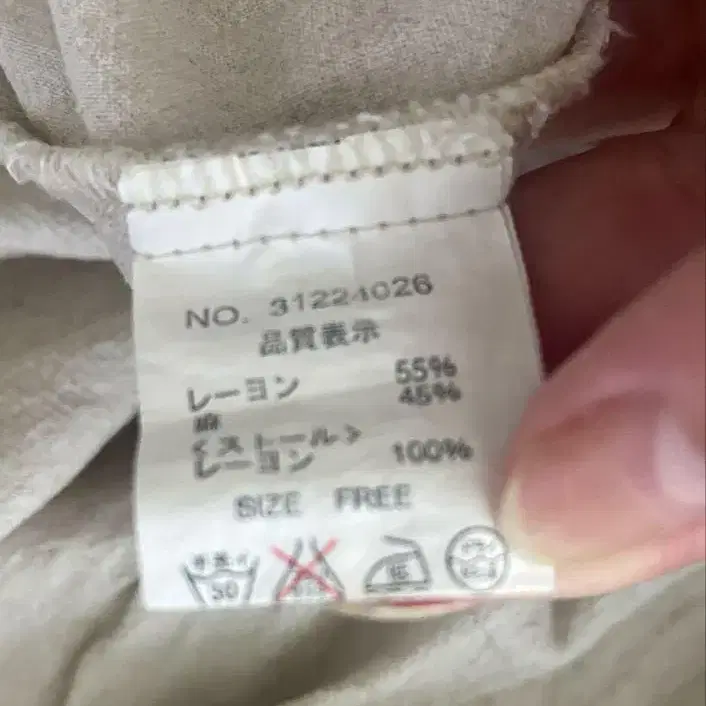 NO. 31224026
品質表示
レーヨン 55%
麻 45%
<ストール>
レーヨン 100%
SIZE FREE
手洗イ
30